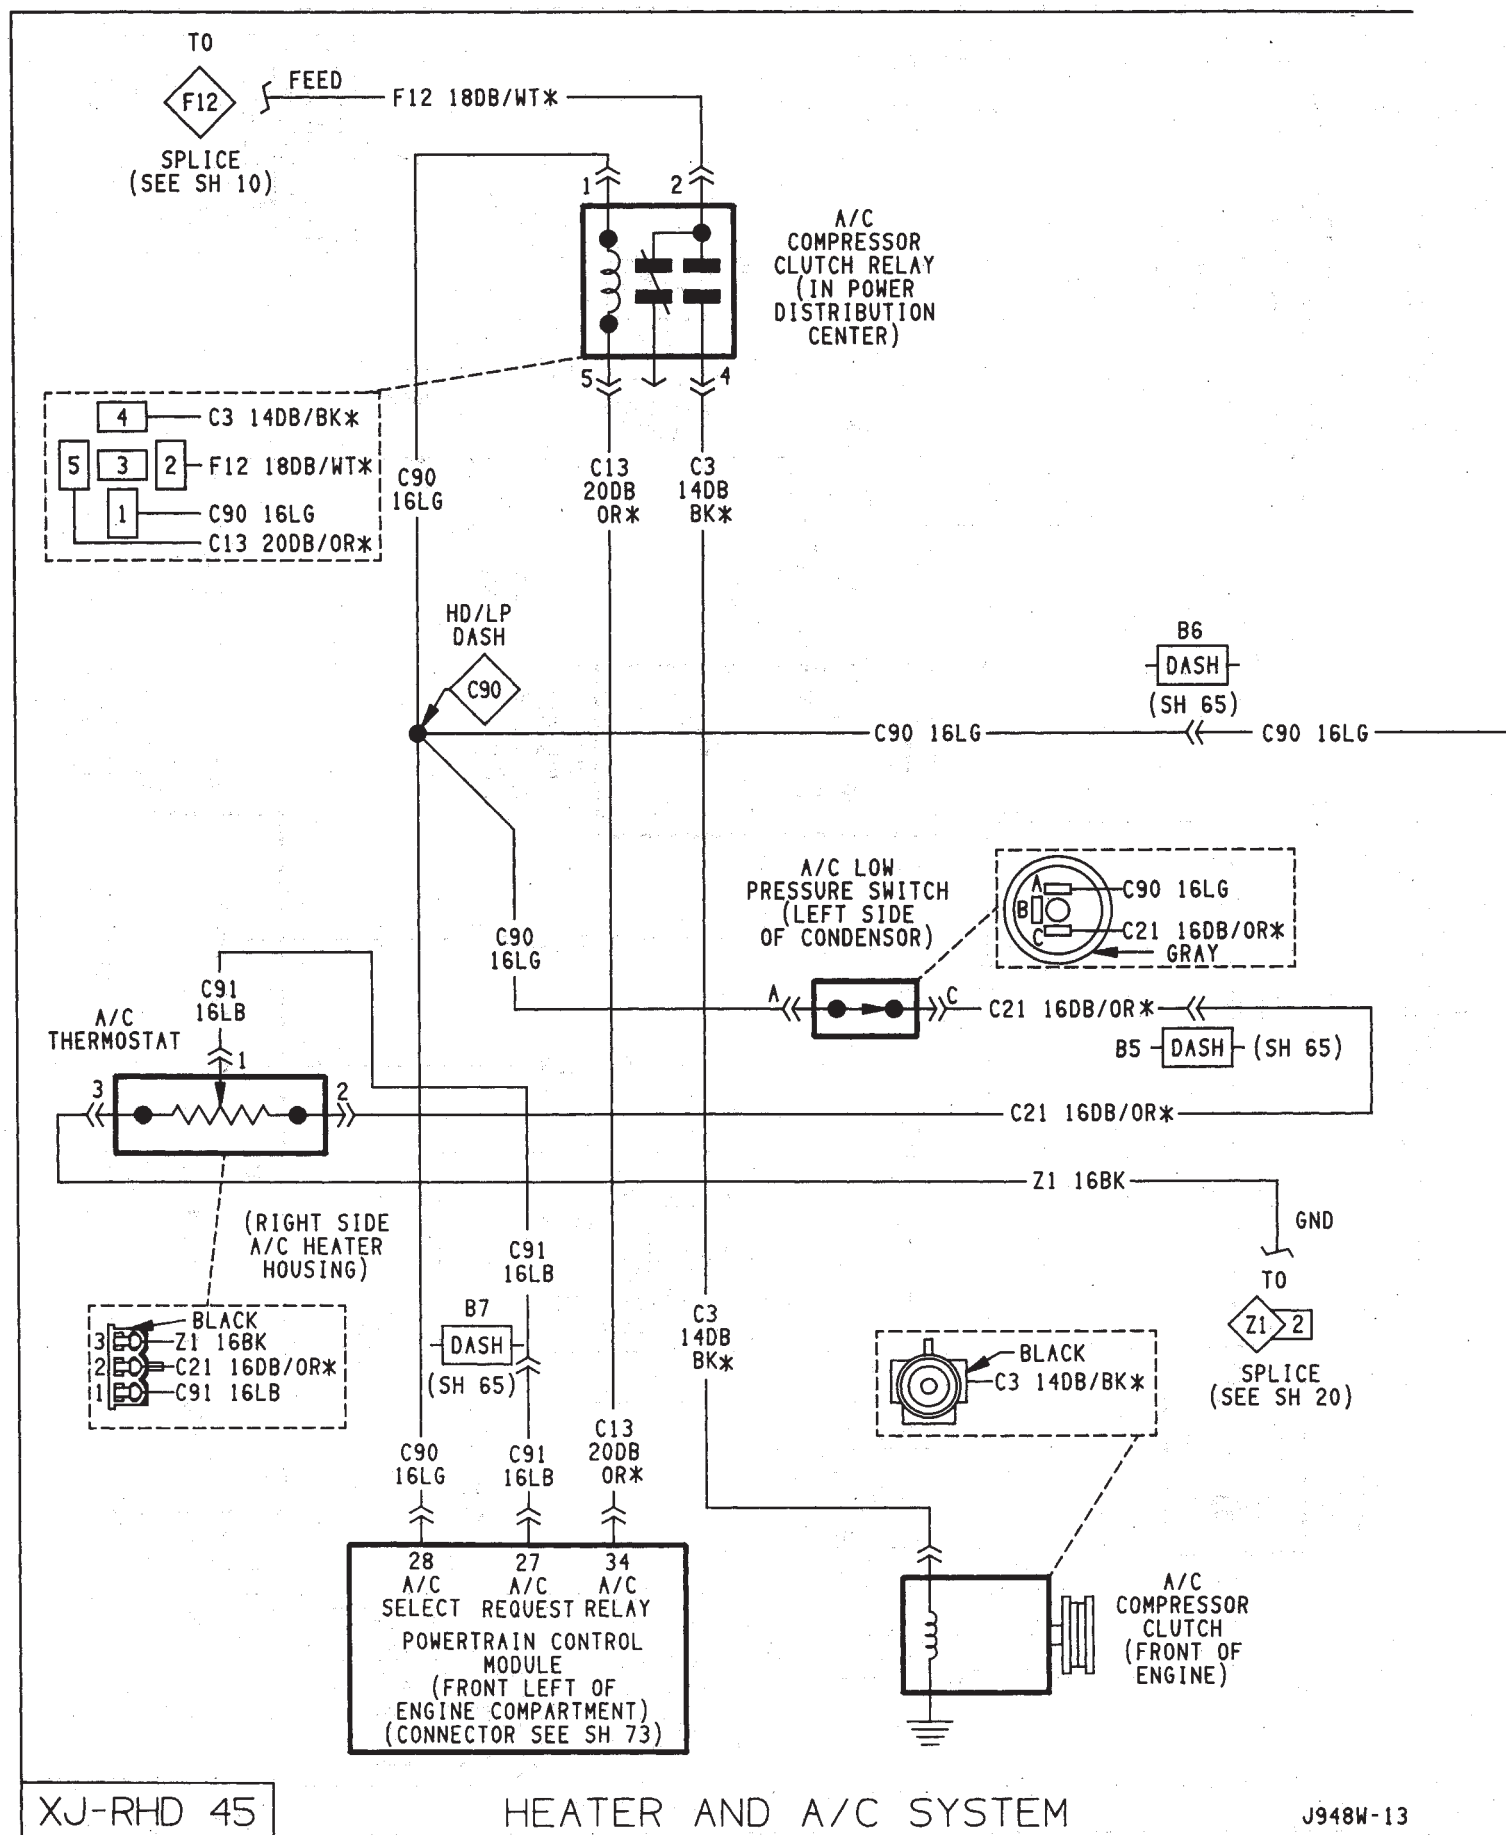 TO
F12
FEED
F12 18DB/WT*
SPLICE
(SEE SH 10)
1
2
A/C
COMPRESSOR
CLUTCH RELAY
(IN POWER
DISTRIBUTION
CENTER)
5
4
4
C3 14DB/BK*
5
3
2
F12 18DB/WT*
1
C90 16LG
C13 20DB/OR*
C90
16LG
C13
20DB
OR*
C3
14DB
BK*
HD/LP
DASH
C90
B6
DASH
(SH 65)
C90 16LG
C90 16LG
A/C LOW
PRESSURE SWITCH
(LEFT SIDE
OF CONDENSOR)
A
C90 16LG
B
C
C21 16DB/OR*
GRAY
C90
16LG
C91
16LB
A
C
C21 16DB/OR*
B5
DASH
(SH 65)
A/C
THERMOSTAT
1
3
2
C21 16DB/OR*
Z1 16BK
GND
(RIGHT SIDE
A/C HEATER
HOUSING)
C91
16LB
TO
Z1
2
SPLICE
(SEE SH 20)
BLACK
3
Z1 16BK
2
C21 16DB/OR*
1
C91 16LB
B7
DASH
(SH 65)
C3
14DB
BK*
BLACK
C3 14DB/BK*
C90
16LG
C91
16LB
C13
20DB
OR*
28
27
34
A/C
SELECT
A/C
REQUEST
A/C
RELAY
POWERTRAIN CONTROL
MODULE
(FRONT LEFT OF
ENGINE COMPARTMENT)
(CONNECTOR SEE SH 73)
A/C
COMPRESSOR
CLUTCH
(FRONT OF
ENGINE)
XJ-RHD 45
HEATER AND A/C SYSTEM
J948W-13